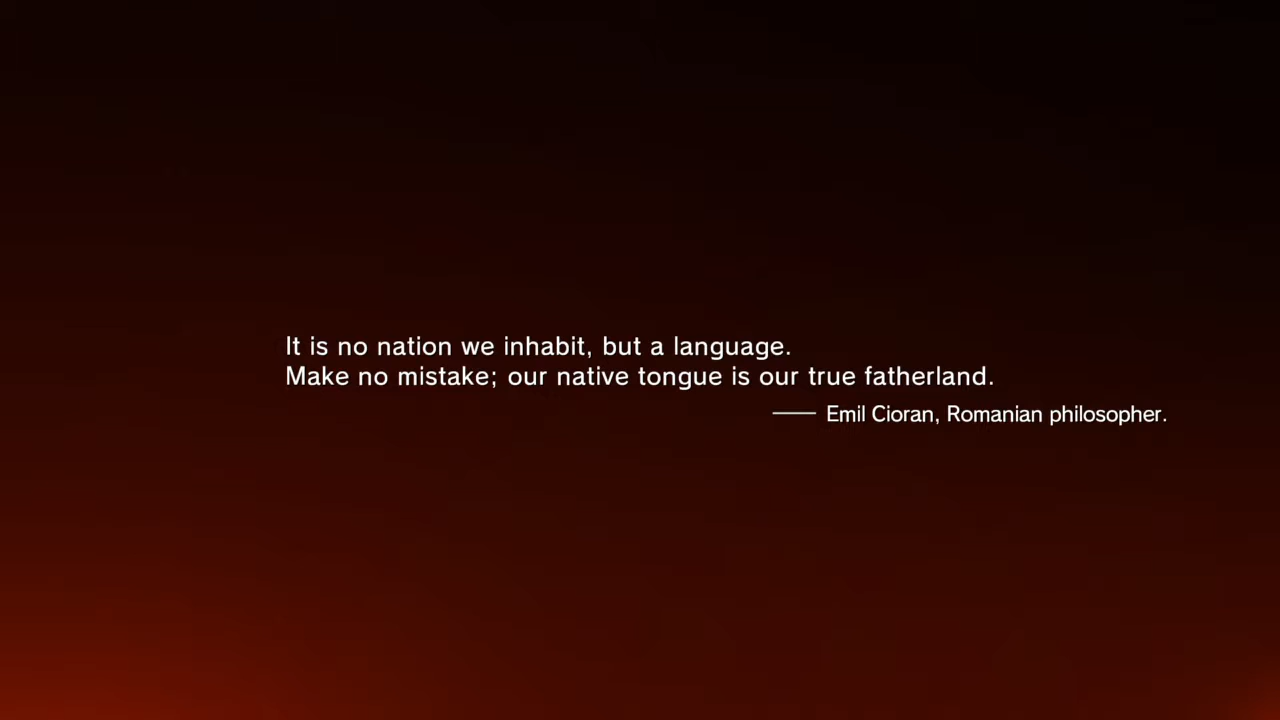 It is no nation we inhabit, but a language.
Make no mistake; our native tongue is our true fatherland.
—— Emil Cioran, Romanian philosopher.